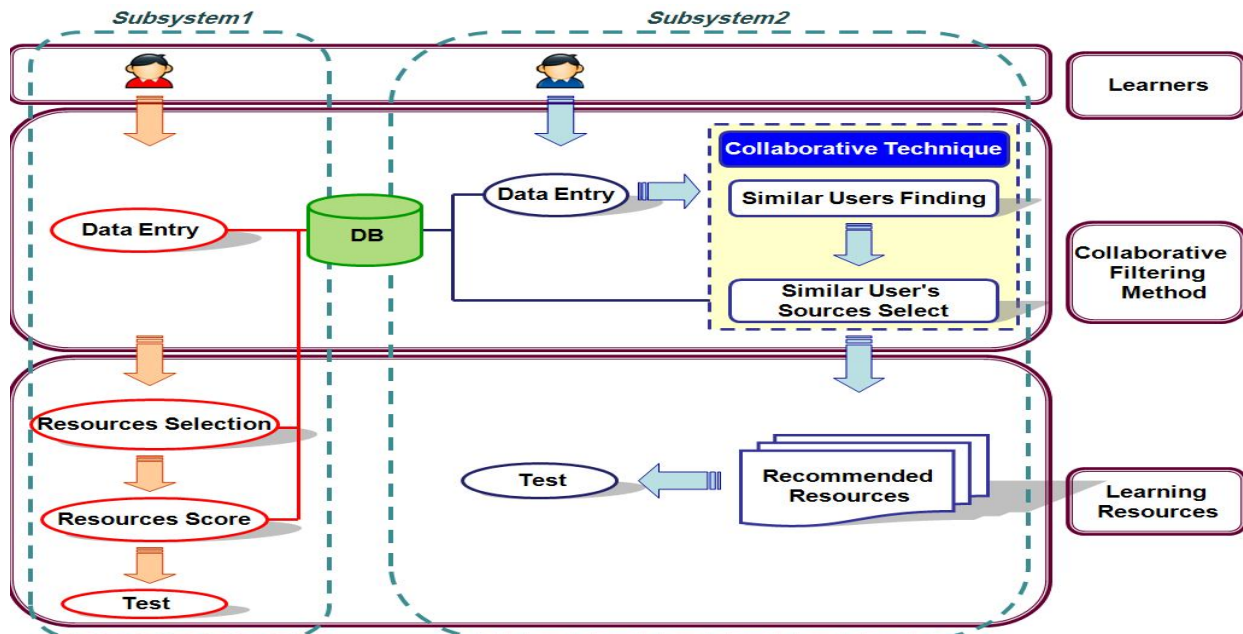 Subsystem1
Subsystem2
Learners
Collaborative Technique
Data Entry
Similar Users Finding
Data Entry
DB
Collaborative
Filtering
Method
Similar User's
Sources Select
Resources Selection
Test
Recommended
Resources
Learning
Resources
Resources Score
Test